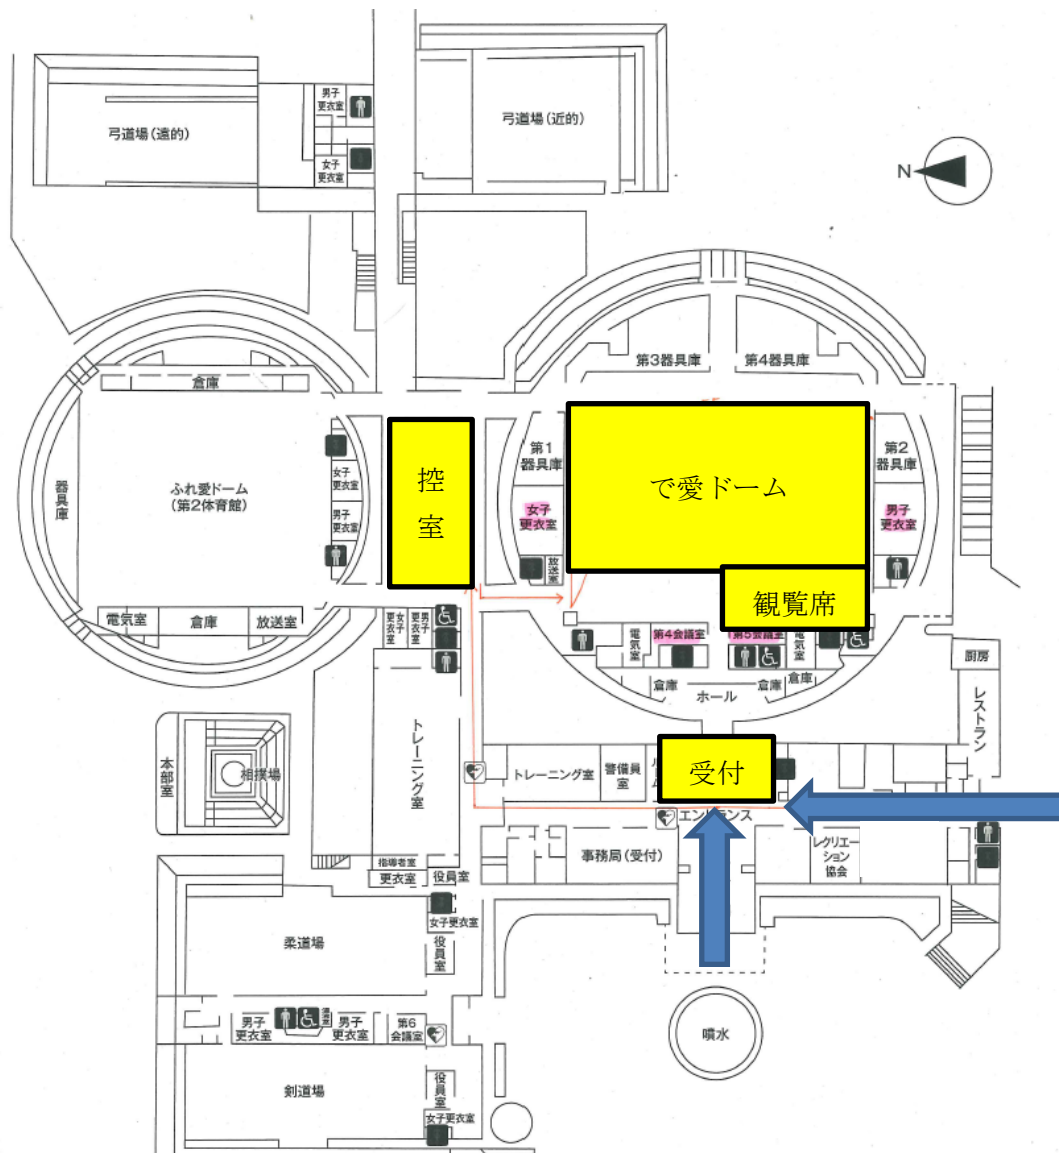 弓道場(遠的)
男子
更衣室
女子
更衣室
弓道場(近的)
N
倉庫
器具庫
ふれ愛ドーム
(第2体育館)
女子
更衣室
男子
更衣室
電気室
倉庫
放送室
控
室
第3器具庫
第4器具庫
第1
器具庫
女子
更衣室
放送室
で愛ドーム
観覧席
第2
器具庫
男子
更衣室
女子
更衣室
男子
更衣室
電気室
第4会議室
第5会議室
電気室
倉庫
ホール
倉庫
倉庫
厨房
レストラン
本部室
相撲場
トレーニング室
トレーニング室
警備員
室
受付
エントランス
事務局(受付)
レクリエー
ション
協会
指導者室
更衣室
役員室
女子更衣室
役員室
柔道場
男子
更衣室
男子
更衣室
第6
会議室
噴水
剣道場
役員室
女子更衣室